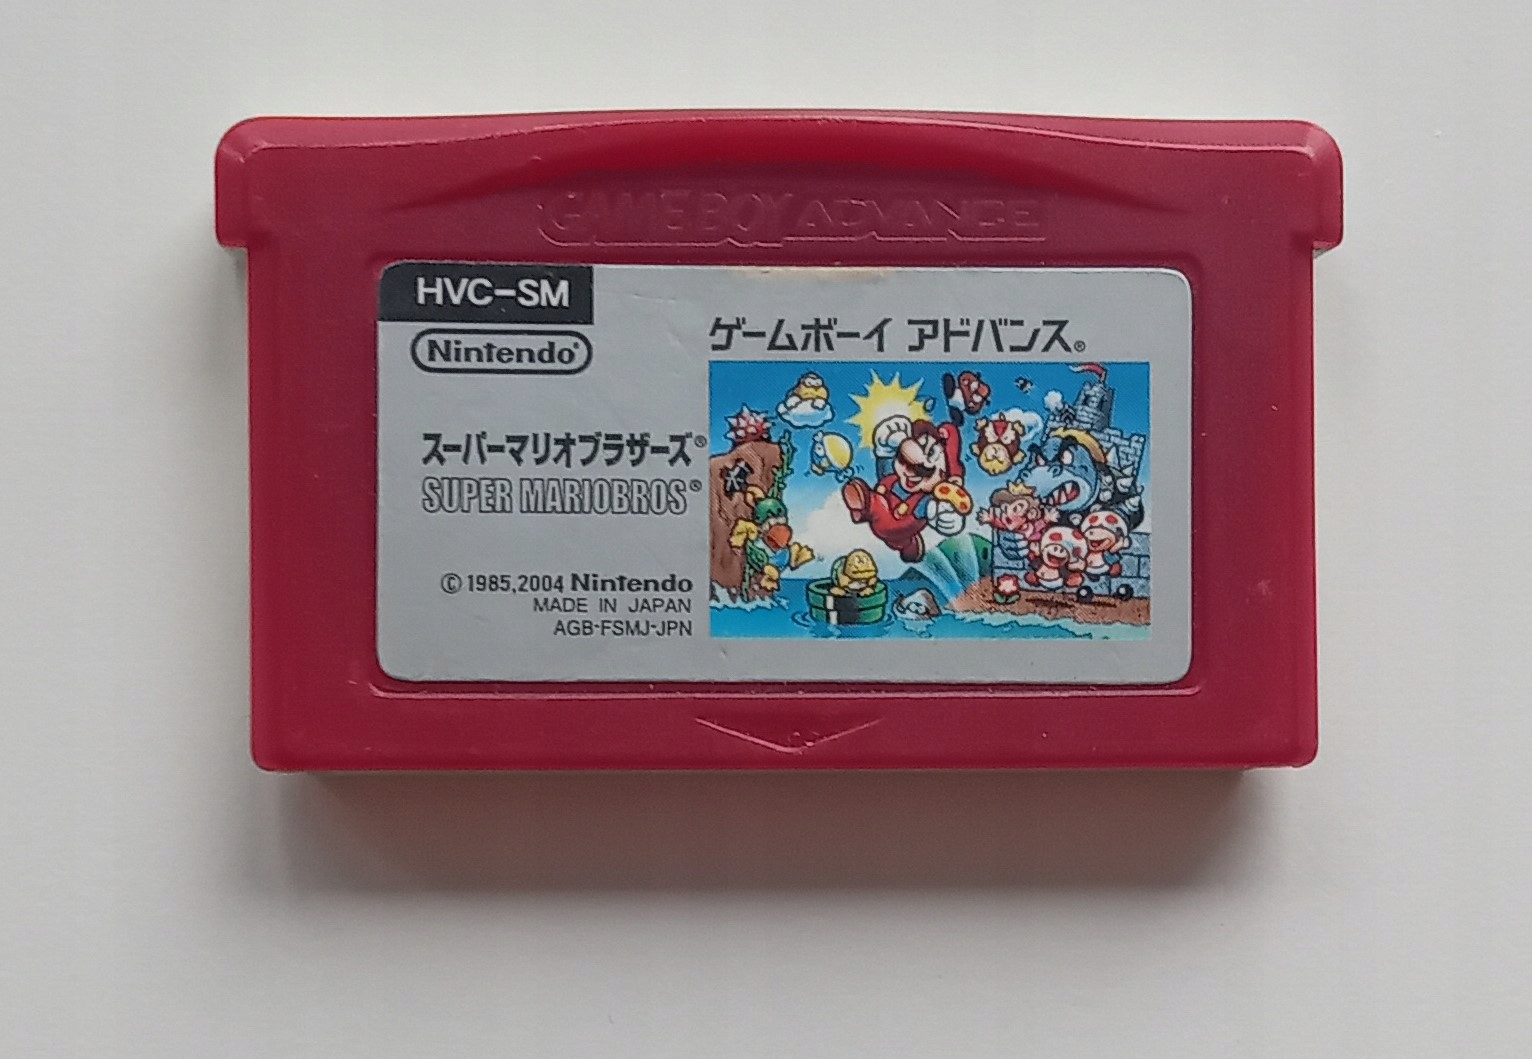 GAME BOY ADVANCE
HVC-SM
Nintendo®
ゲームボーイ アドバンス®
スーパーマリオブラザーズ®
SUPER MARIOBROS®
© 1985,2004 Nintendo
MADE IN JAPAN
AGB-FSMJ-JPN